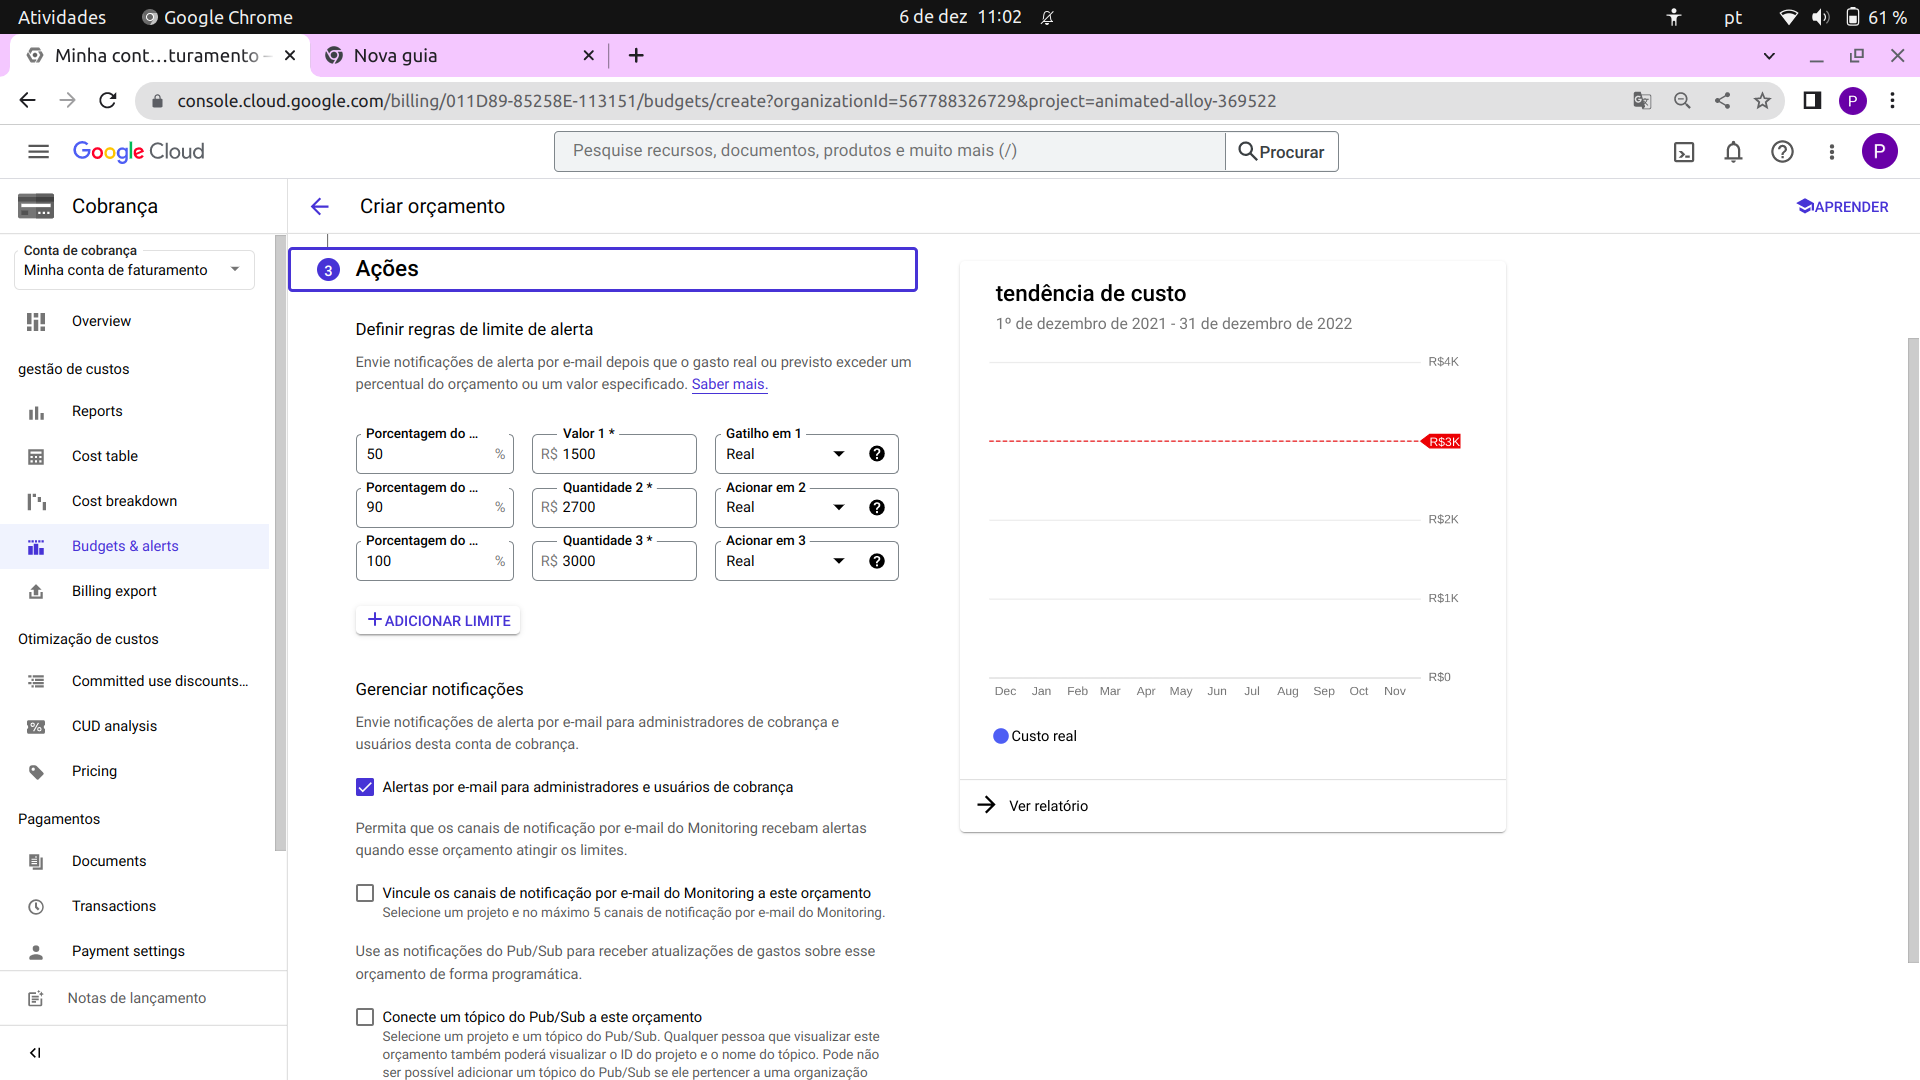 Atividades
Google Chrome
6 de dez 11:02
pt
61 %
Minha cont…turamento –
Nova guia
console.cloud.google.com/billing/011D89-85258E-113151/budgets/create?organizationId=567788326729&project=animated-alloy-369522
P
Google Cloud
Pesquise recursos, documentos, produtos e muito mais (/)
Procurar
P
Cobrança
Criar orçamento
APRENDER
Conta de cobrança
Minha conta de faturamento
Overview
gestão de custos
Reports
Cost table
Cost breakdown
Budgets & alerts
Billing export
Otimização de custos
Committed use discounts...
CUD analysis
Pricing
Pagamentos
Documents
Transactions
Payment settings
Notas de lançamento
3 Ações
Definir regras de limite de alerta
Envie notificações de alerta por e-mail depois que o gasto real ou previsto exceder um
percentual do orçamento ou um valor especificado. Saber mais.
Porcentagem do ... Valor 1 * Gatilho em 1
50 % R$ 1500 Real
Porcentagem do ... Quantidade 2 * Acionar em 2
90 % R$ 2700 Real
Porcentagem do ... Quantidade 3 * Acionar em 3
100 % R$ 3000 Real
ADICIONAR LIMITE
Gerenciar notificações
Envie notificações de alerta por e-mail para administradores de cobrança e
usuários desta conta de cobrança.
Alertas por e-mail para administradores e usuários de cobrança
Permita que os canais de notificação por e-mail do Monitoring recebam alertas
quando esse orçamento atingir os limites.
Vincule os canais de notificação por e-mail do Monitoring a este orçamento
Selecione um projeto e no máximo 5 canais de notificação por e-mail do Monitoring.
Use as notificações do Pub/Sub para receber atualizações de gastos sobre esse
orçamento de forma programática.
Conecte um tópico do Pub/Sub a este orçamento
Selecione um projeto e um tópico do Pub/Sub. Qualquer pessoa que visualizar este
orçamento também poderá visualizar o ID do projeto e o nome do tópico. Pode não
ser possível adicionar um tópico do Pub/Sub se ele pertencer a uma organização
tendência de custo
1º de dezembro de 2021 - 31 de dezembro de 2022
R$4K
R$3K
R$2K
R$1K
R$0
Dec Jan Feb Mar Apr May Jun Jul Aug Sep Oct Nov
Custo real
Ver relatório